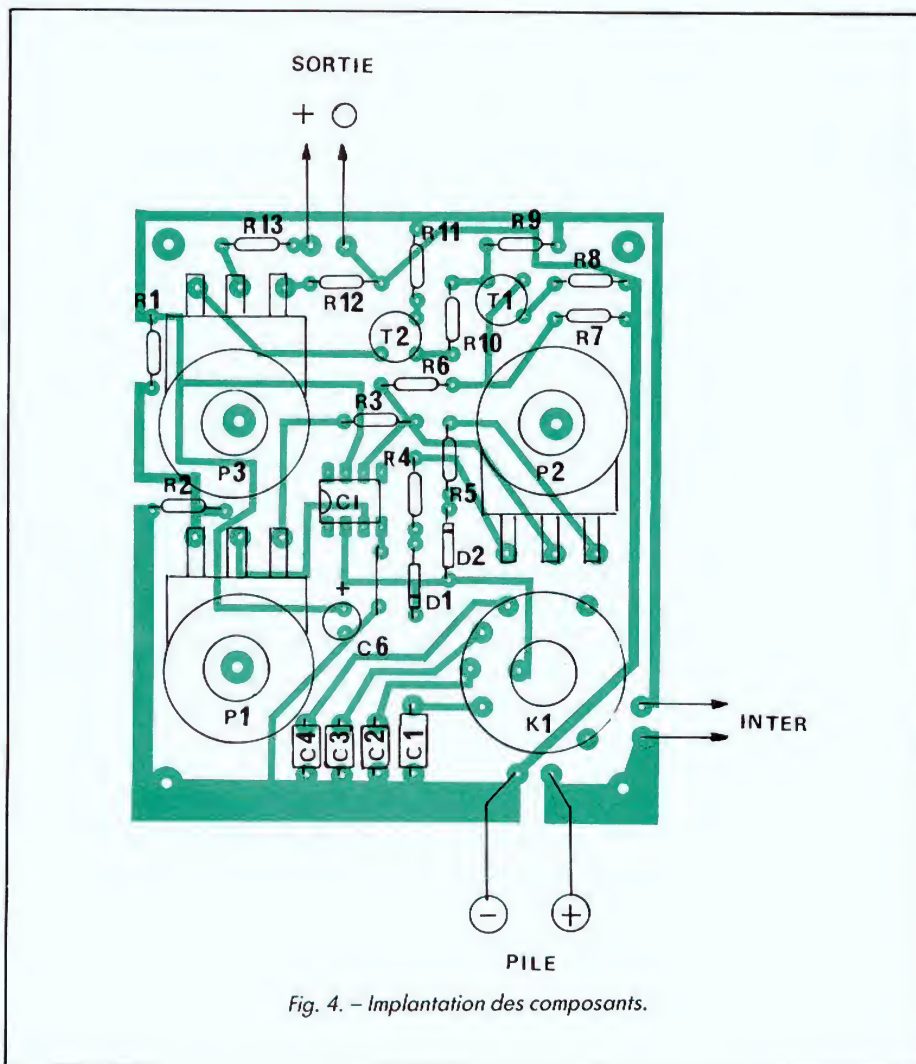 SORTIE
+ O
R13
R11
R9
R8
R1
R12
T1
T2
R10
R7
R6
R3
P3
P2
R4
R2
CI
R5
D2
+
D1
C6
P1
K1
INTER
C4
C3
C2
C1
- +
PILE
Fig. 4. – Implantation des composants.